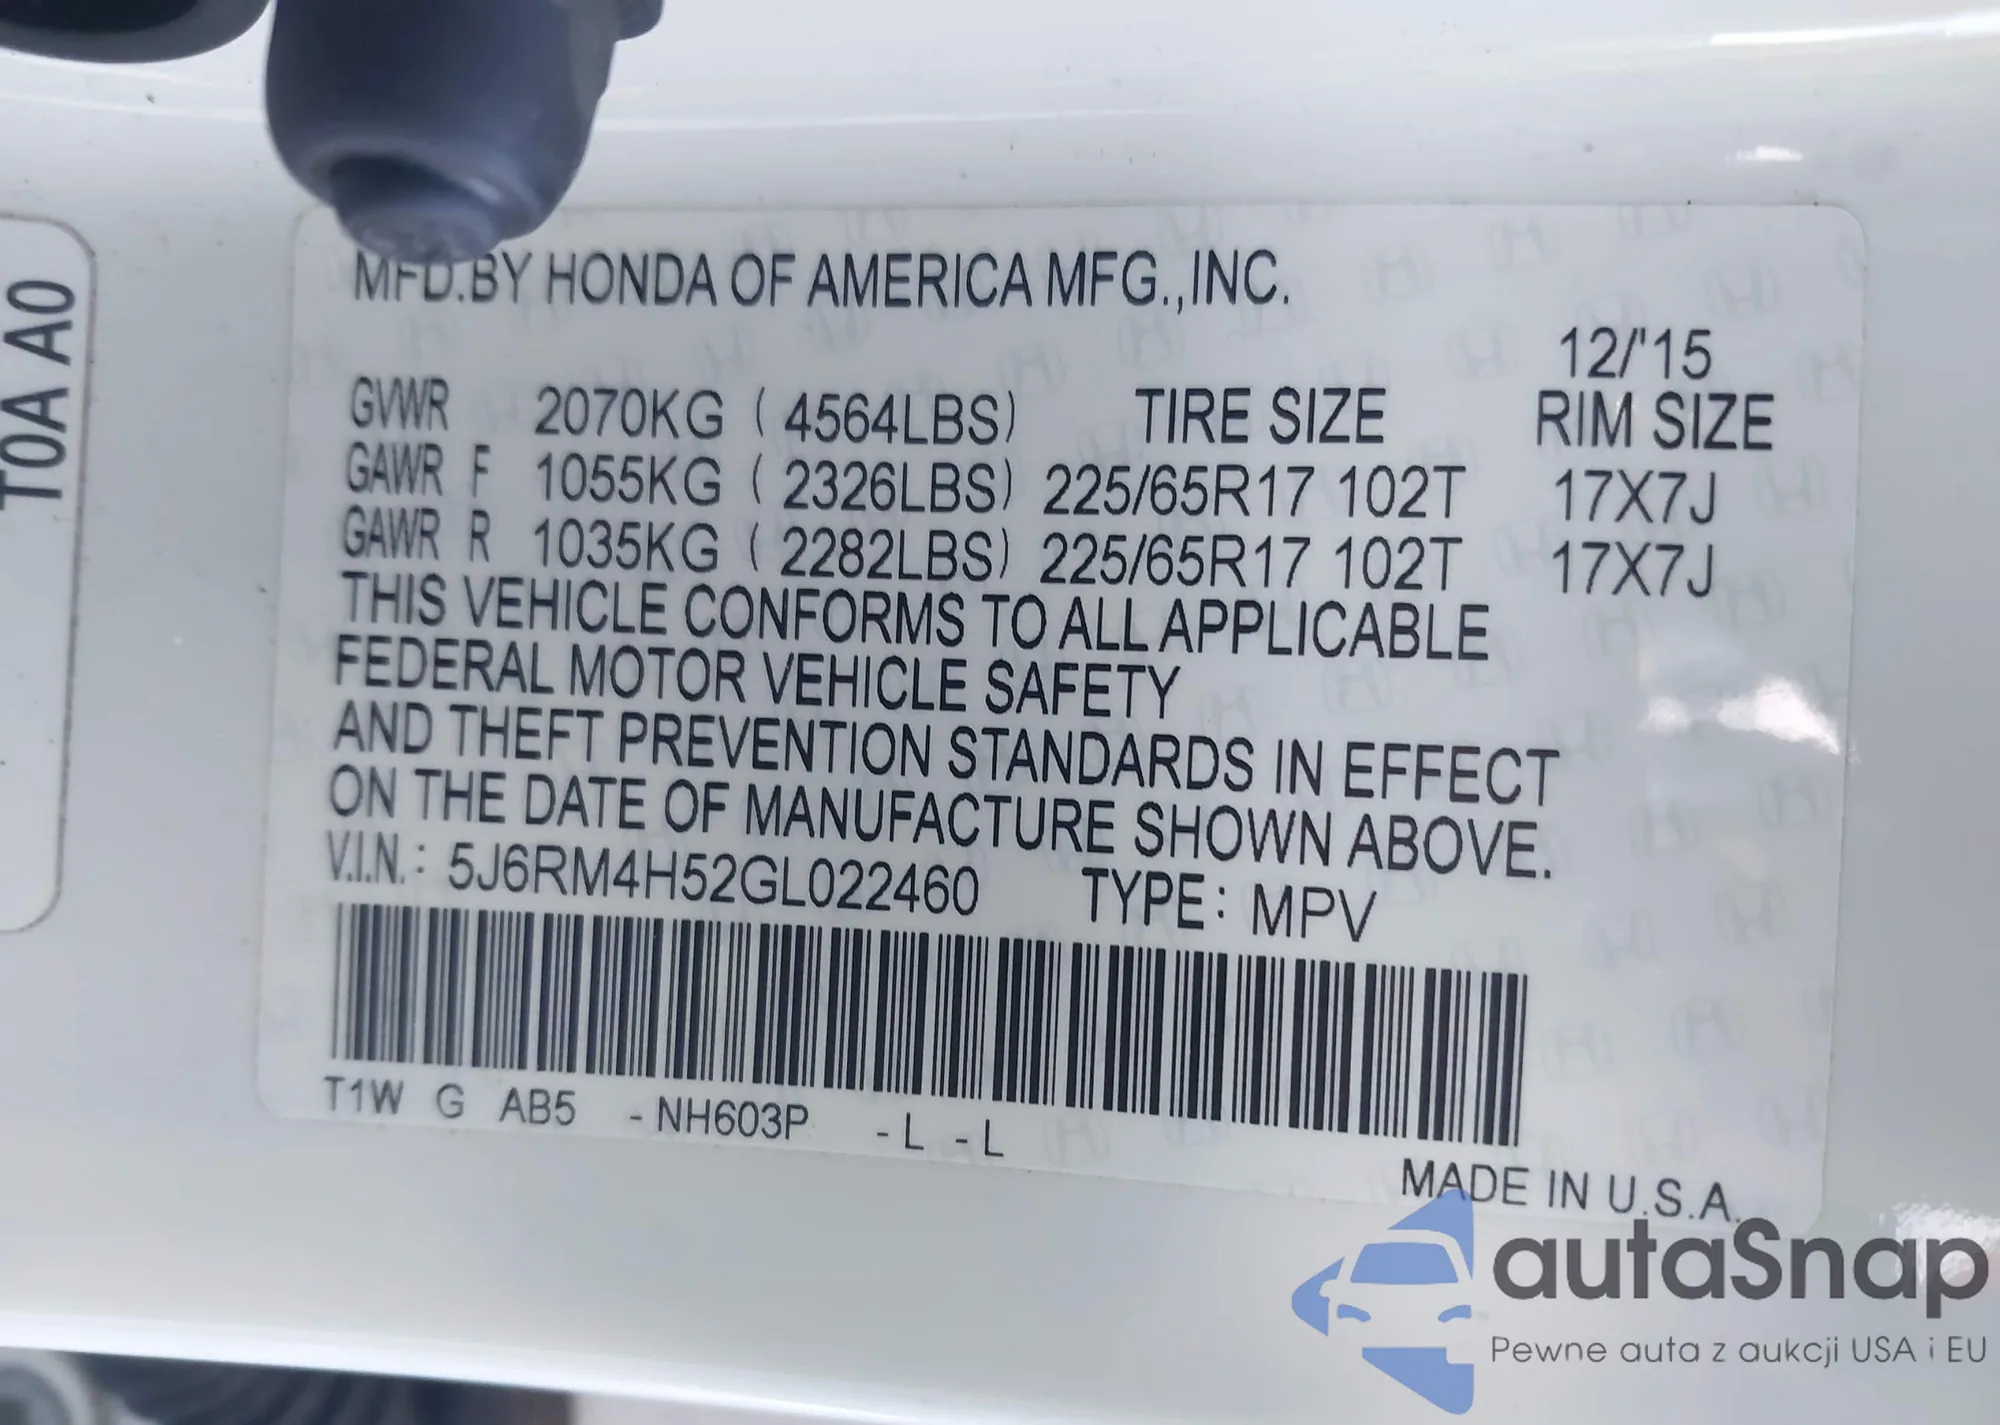 T0A A0
MFD.BY HONDA OF AMERICA MFG.,INC.
12/'15
GVWR 2070KG ( 4564LBS) TIRE SIZE RIM SIZE
GAWR F 1055KG ( 2326LBS) 225/65R17 102T 17X7J
GAWR R 1035KG ( 2282LBS) 225/65R17 102T 17X7J
THIS VEHICLE CONFORMS TO ALL APPLICABLE
FEDERAL MOTOR VEHICLE SAFETY
AND THEFT PREVENTION STANDARDS IN EFFECT
ON THE DATE OF MANUFACTURE SHOWN ABOVE.
V.I.N.: 5J6RM4H52GL022460 TYPE: MPV
T1W G AB5 -NH603P -L -L
MADE IN U.S.A.
autaSnap
Pewne auta z aukcji USA i EU